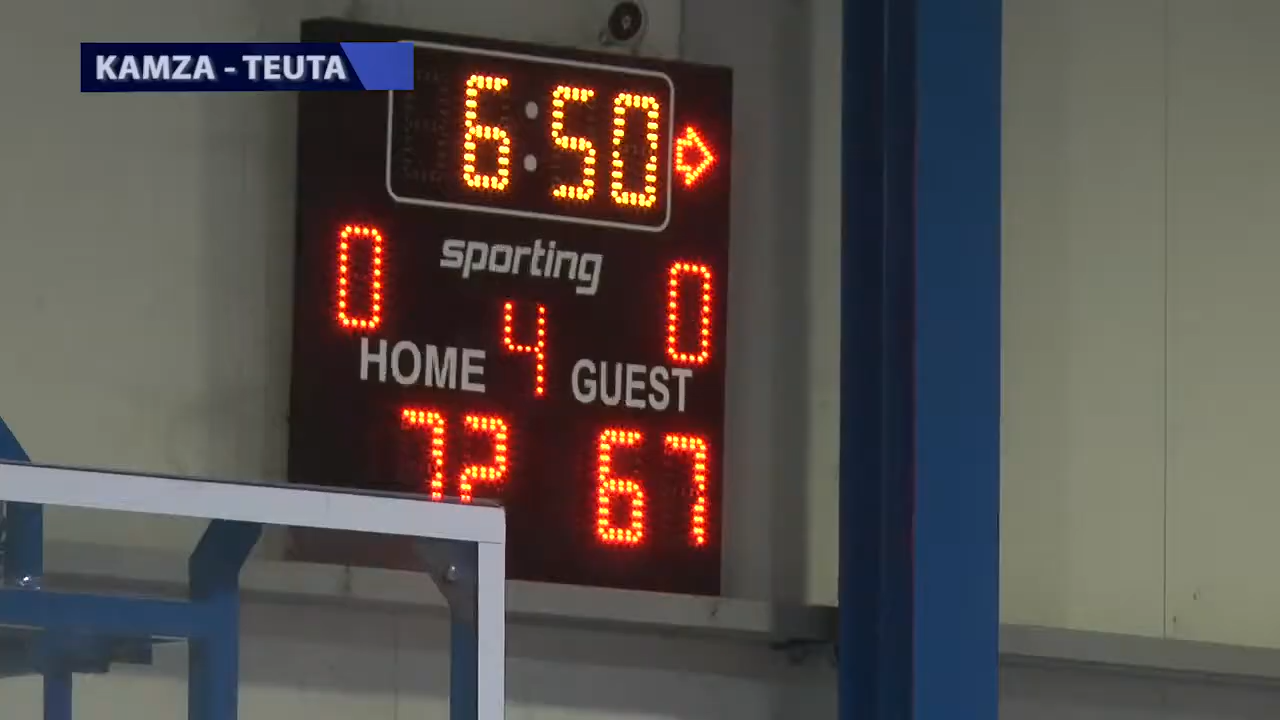 KAMZA - TEUTA
6:50
sporting
0 4 0
HOME GUEST
72 67